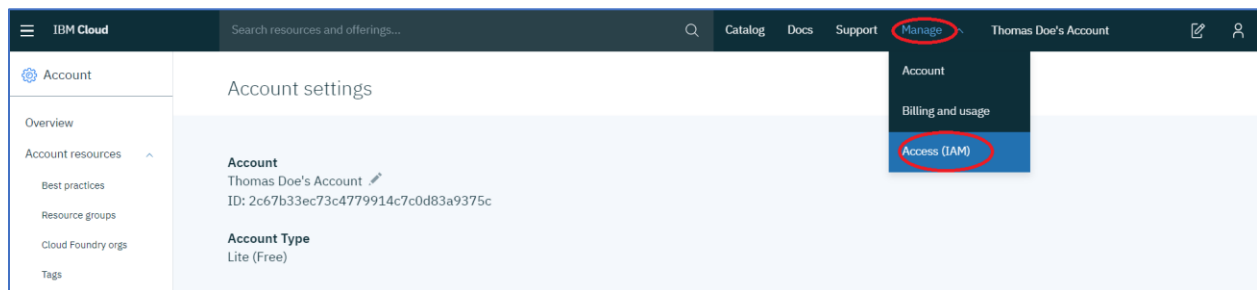 IBM Cloud
Search resources and offerings...
Catalog
Docs
Support
Manage
Thomas Doe's Account
Account
Account settings
Account
Billing and usage
Access (IAM)
Overview
Account resources
Best practices
Resource groups
Cloud Foundry orgs
Tags
Account
Thomas Doe's Account
ID: 2c67b33ec73c4779914c7c0d83a9375c
Account Type
Lite (Free)